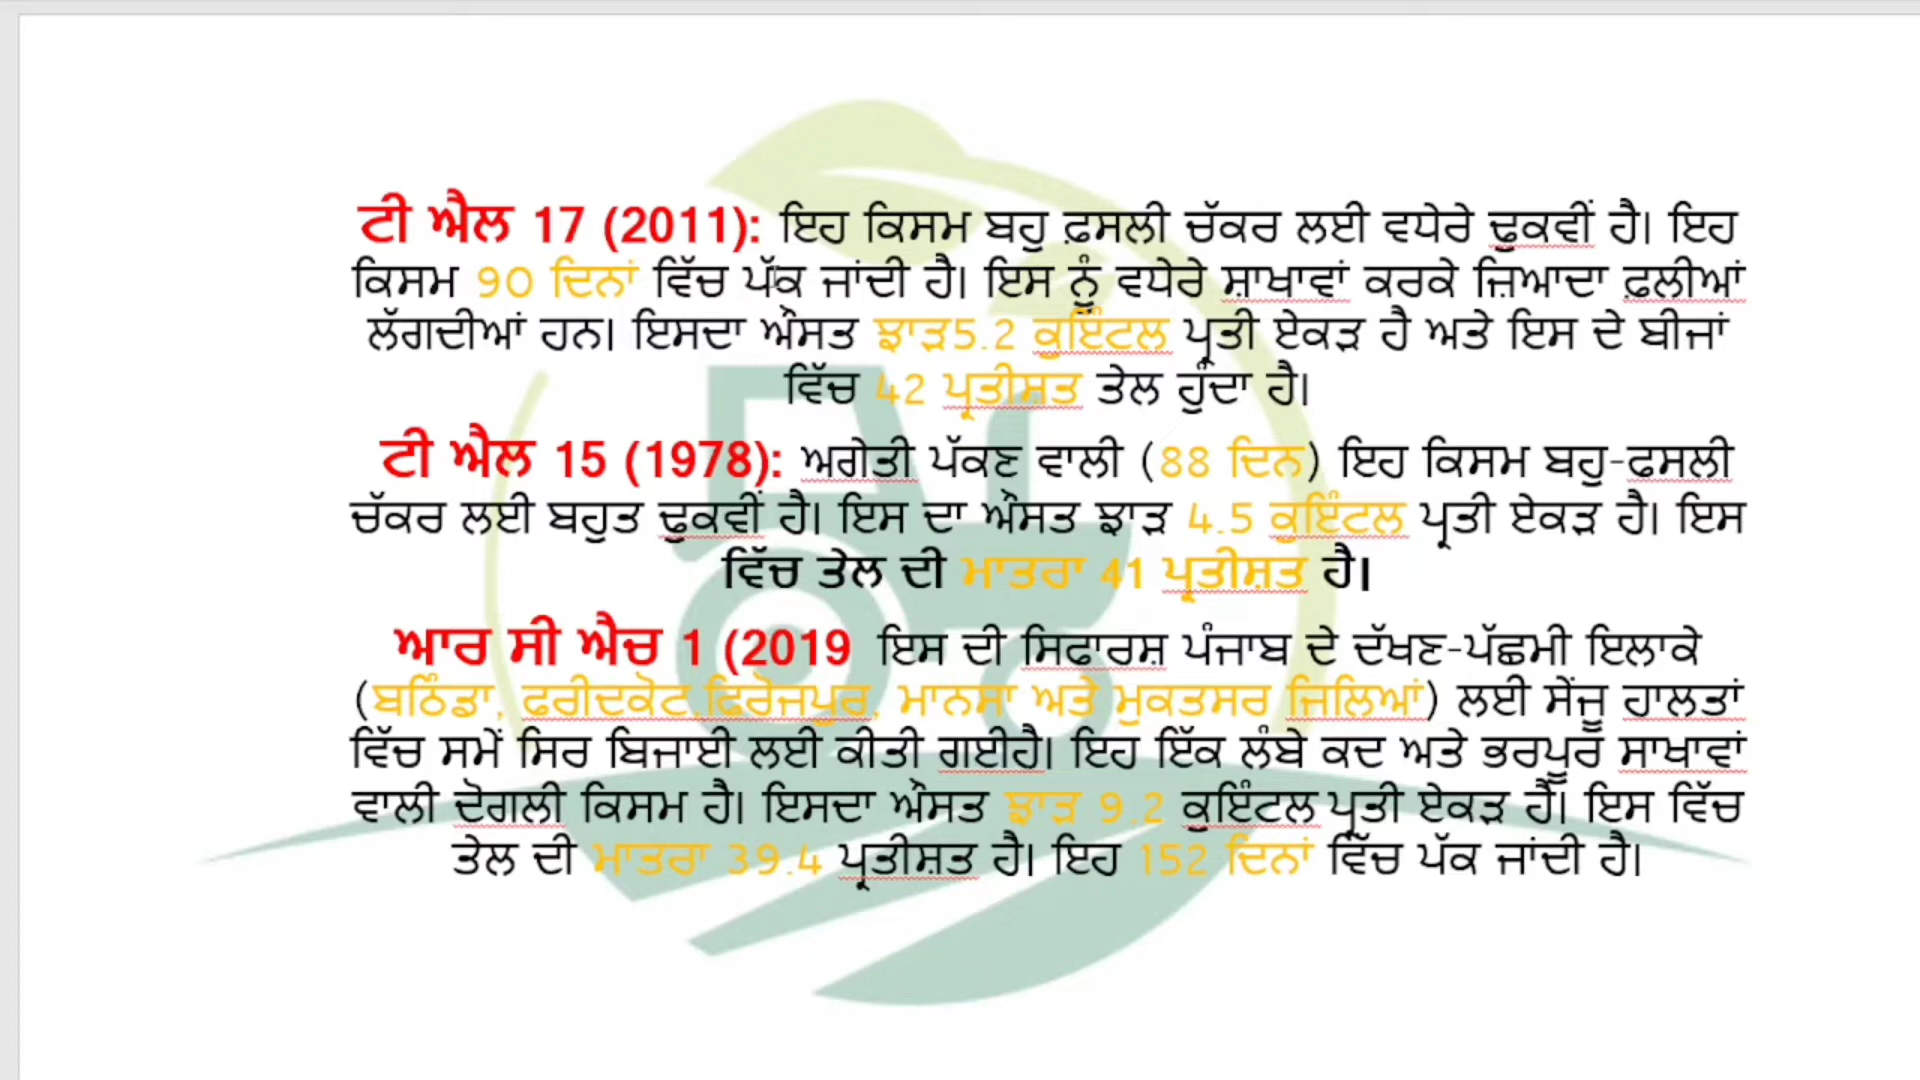 ਟੀ ਐਲ 17 (2011): ਇਹ ਕਿਸਮ ਬਹੁ ਫ਼ਸਲੀ ਚੱਕਰ ਲਈ ਵਧੇਰੇ ਢੁਕਵੀਂ ਹੈ। ਇਹ
ਕਿਸਮ 90 ਦਿਨਾਂ ਵਿੱਚ ਪੱਕ ਜਾਂਦੀ ਹੈ। ਇਸ ਨੂੰ ਵਧੇਰੇ ਸ਼ਾਖਾਵਾਂ ਕਰਕੇ ਜ਼ਿਆਦਾ ਫ਼ਲੀਆਂ
ਲੱਗਦੀਆਂ ਹਨ। ਇਸਦਾ ਔਸਤ ਝਾੜ5.2 ਕੁਇੰਟਲ ਪ੍ਰਤੀ ਏਕੜ ਹੈ ਅਤੇ ਇਸ ਦੇ ਬੀਜਾਂ
ਵਿੱਚ 42 ਪ੍ਰਤੀਸ਼ਤ ਤੇਲ ਹੁੰਦਾ ਹੈ।
ਟੀ ਐਲ 15 (1978): ਅਗੇਤੀ ਪੱਕਣ ਵਾਲੀ (88 ਦਿਨ) ਇਹ ਕਿਸਮ ਬਹੁ-ਫਸਲੀ
ਚੱਕਰ ਲਈ ਬਹੁਤ ਢੁਕਵੀਂ ਹੈ। ਇਸ ਦਾ ਔਸਤ ਝਾੜ 4.5 ਕੁਇੰਟਲ ਪ੍ਰਤੀ ਏਕੜ ਹੈ। ਇਸ
ਵਿੱਚ ਤੇਲ ਦੀ ਮਾਤਰਾ 41 ਪ੍ਰਤੀਸ਼ਤ ਹੈ।
ਆਰ ਸੀ ਐਚ 1 (2019 ਇਸ ਦੀ ਸਿਫਾਰਸ਼ ਪੰਜਾਬ ਦੇ ਦੱਖਣ-ਪੱਛਮੀ ਇਲਾਕੇ
(ਬਠਿੰਡਾ, ਫਰੀਦਕੋਟ,ਫਿਰੋਜਪੁਰ, ਮਾਨਸਾ ਅਤੇ ਮੁਕਤਸਰ ਜਿਲਿਆਂ) ਲਈ ਸੇਂਜੂ ਹਾਲਤਾਂ
ਵਿੱਚ ਸਮੇਂ ਸਿਰ ਬਿਜਾਈ ਲਈ ਕੀਤੀ ਗਈਹੈ। ਇਹ ਇੱਕ ਲੰਬੇ ਕਦ ਅਤੇ ਭਰਪੂਰ ਸਾਖਾਵਾਂ
ਵਾਲੀ ਦੋਗਲੀ ਕਿਸਮ ਹੈ। ਇਸਦਾ ਔਸਤ ਝਾੜ 9.2 ਕੁਇੰਟਲ ਪ੍ਰਤੀ ਏਕੜ ਹੈ। ਇਸ ਵਿੱਚ
ਤੇਲ ਦੀ ਮਾਤਰਾ 39.4 ਪ੍ਰਤੀਸ਼ਤ ਹੈ। ਇਹ 152 ਦਿਨਾਂ ਵਿੱਚ ਪੱਕ ਜਾਂਦੀ ਹੈ।